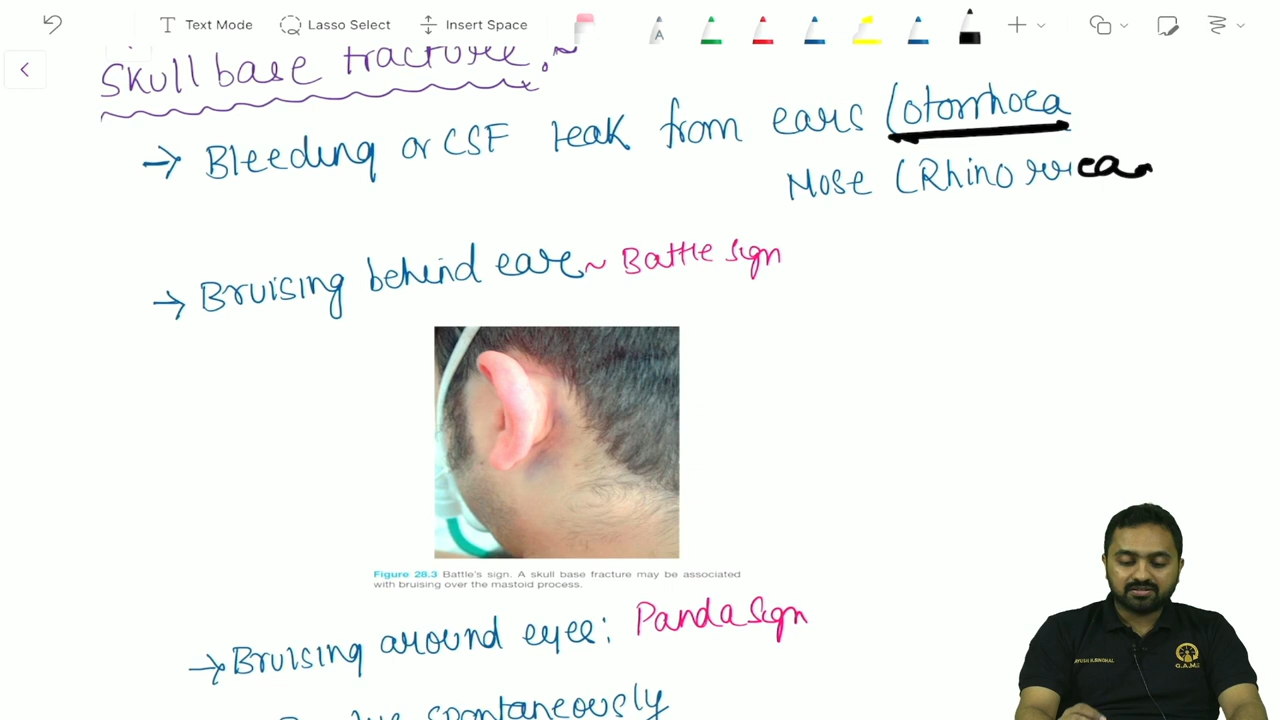 Text Mode Lasso Select Insert Space
Skull base fracture:~
→ Bleeding or CSF leak from ears (otorrhoea
Nose (Rhinorrhea
→ Bruising behind ear ~ Battle sign
Figure 28.3 Battle's sign. A skull base fracture may be associated
with bruising over the mastoid process.
→ Bruising around eyes: Panda sign
spontaneously
G.A.M.E